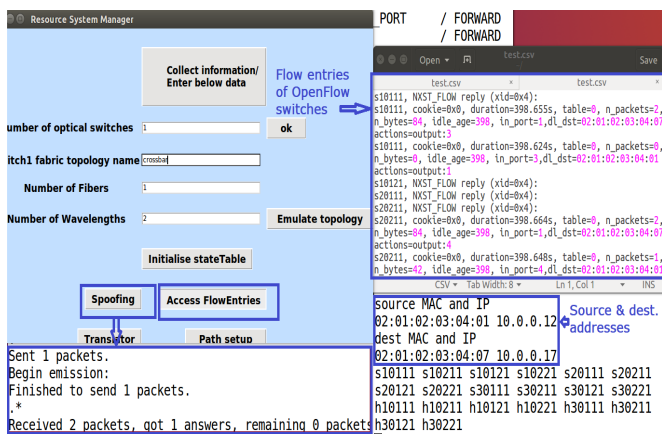 Resource System Manager
Collect information/
Enter below data
Flow entries
of OpenFlow
switches
umber of optical switches 1 ok
itch1 fabric topology name crossbar
Number of Fibers 1
Number of Wavelengths 2 Emulate topology
Initialise stateTable
Spoofing Access FlowEntries
Translator Path setup
Sent 1 packets.
Begin emission:
Finished to send 1 packets.
.*
Received 2 packets, got 1 answers, remaining 0 packets
_PORT / FORWARD
/ FORWARD
Open test.csv Save
test.csv × test.csv ×
s10111, NXST_FLOW reply (xid=0x4):
s10111, cookie=0x0, duration=398.655s, table=0, n_packets=2,
n_bytes=84, idle_age=398, in_port=1,dl_dst=02:01:02:03:04:07
actions=output:3
s10111, cookie=0x0, duration=398.624s, table=0, n_packets=0,
n_bytes=0, idle_age=398, in_port=3,dl_dst=02:01:02:03:04:01
actions=output:1
s10121, NXST_FLOW reply (xid=0x4):
s20111, NXST_FLOW reply (xid=0x4):
s20211, NXST_FLOW reply (xid=0x4):
s20211, cookie=0x0, duration=398.664s, table=0, n_packets=2,
n_bytes=84, idle_age=398, in_port=1,dl_dst=02:01:02:03:04:07
actions=output:4
s20211, cookie=0x0, duration=398.648s, table=0, n_packets=1,
n_bytes=42, idle_age=398, in_port=4,dl_dst=02:01:02:03:04:01
CSV Tab Width: 8 Ln 1, Col 1 INS
source MAC and IP
02:01:02:03:04:01 10.0.0.12
dest MAC and IP
02:01:02:03:04:07 10.0.0.17
Source & dest.
addresses
s10111 s10211 s10121 s10221 s20111 s20211
s20121 s20221 s30111 s30211 s30121 s30221
h10111 h10211 h10121 h10221 h30111 h30211
h30121 h30221